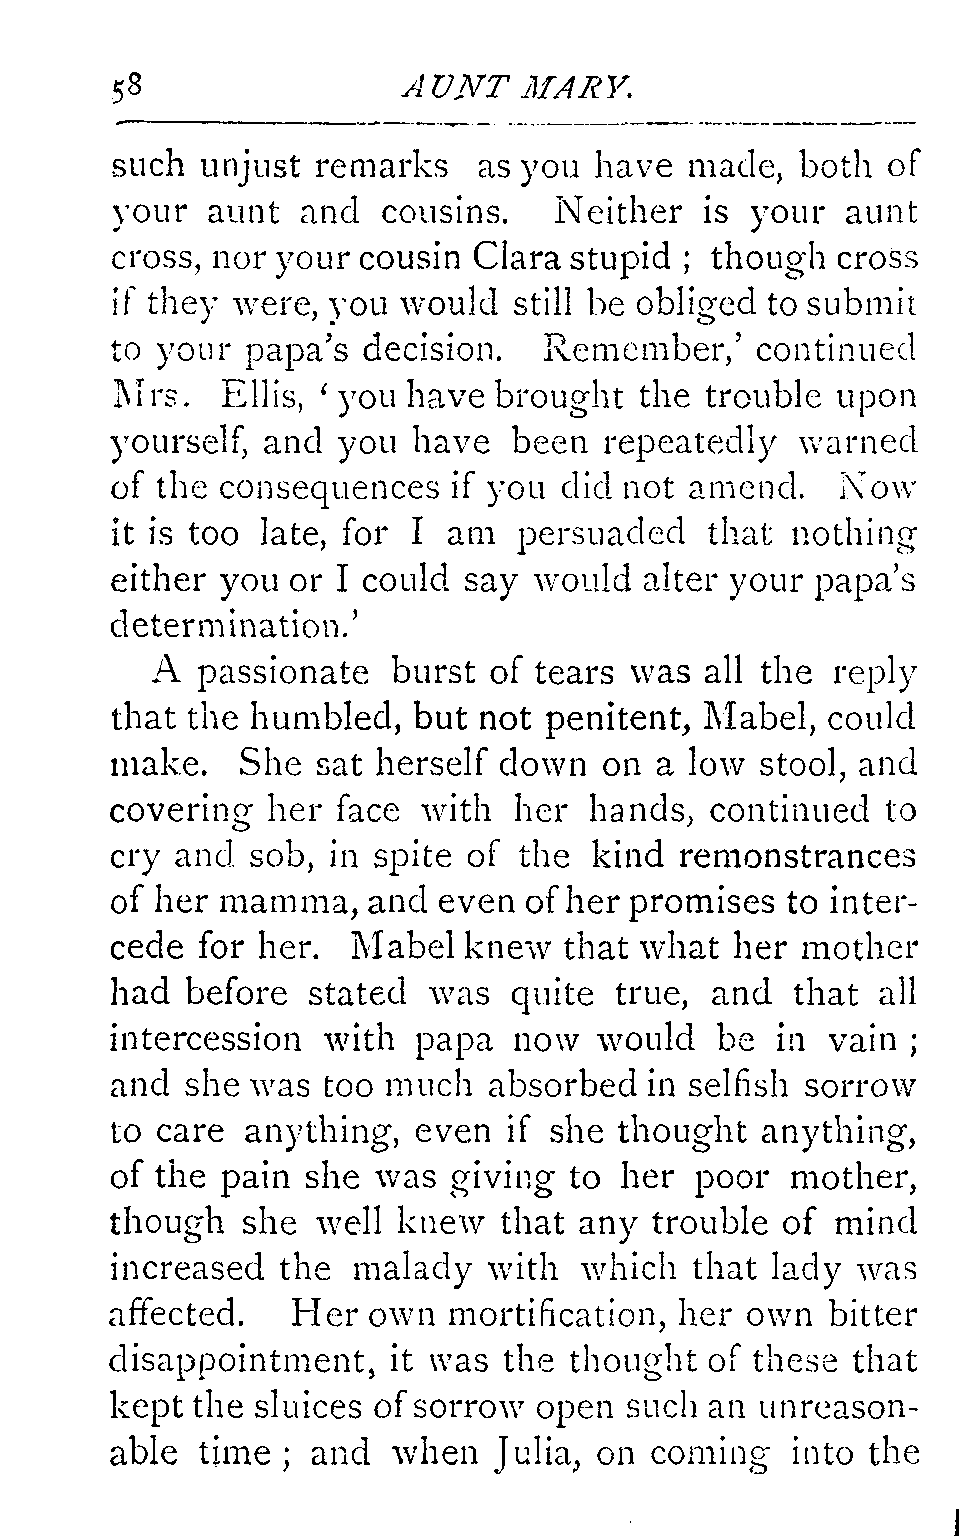 58 AUNT MARY.
such unjust remarks as you have made, both of
your aunt and cousins. Neither is your aunt
cross, nor your cousin Clara stupid ; though cross
if they were, you would still be obliged to submit
to your papa's decision. Remember,' continued
Mrs. Ellis, ' you have brought the trouble upon
yourself, and you have been repeatedly warned
of the consequences if you did not amend. Now
it is too late, for I am persuaded that nothing
either you or I could say would alter your papa's
determination.'
A passionate burst of tears was all the reply
that the humbled, but not penitent, Mabel, could
make. She sat herself down on a low stool, and
covering her face with her hands, continued to
cry and sob, in spite of the kind remonstrances
of her mamma, and even of her promises to inter-
cede for her. Mabel knew that what her mother
had before stated was quite true, and that all
intercession with papa now would be in vain ;
and she was too much absorbed in selfish sorrow
to care anything, even if she thought anything,
of the pain she was giving to her poor mother,
though she well knew that any trouble of mind
increased the malady with which that lady was
affected. Her own mortification, her own bitter
disappointment, it was the thought of these that
kept the sluices of sorrow open such an unreason-
able time ; and when Julia, on coming into the